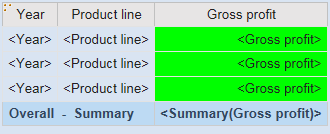 Year Product line Gross profit
<Year> <Product line> <Gross profit>
<Year> <Product line> <Gross profit>
<Year> <Product line> <Gross profit>
Overall - Summary <Summary(Gross profit)>